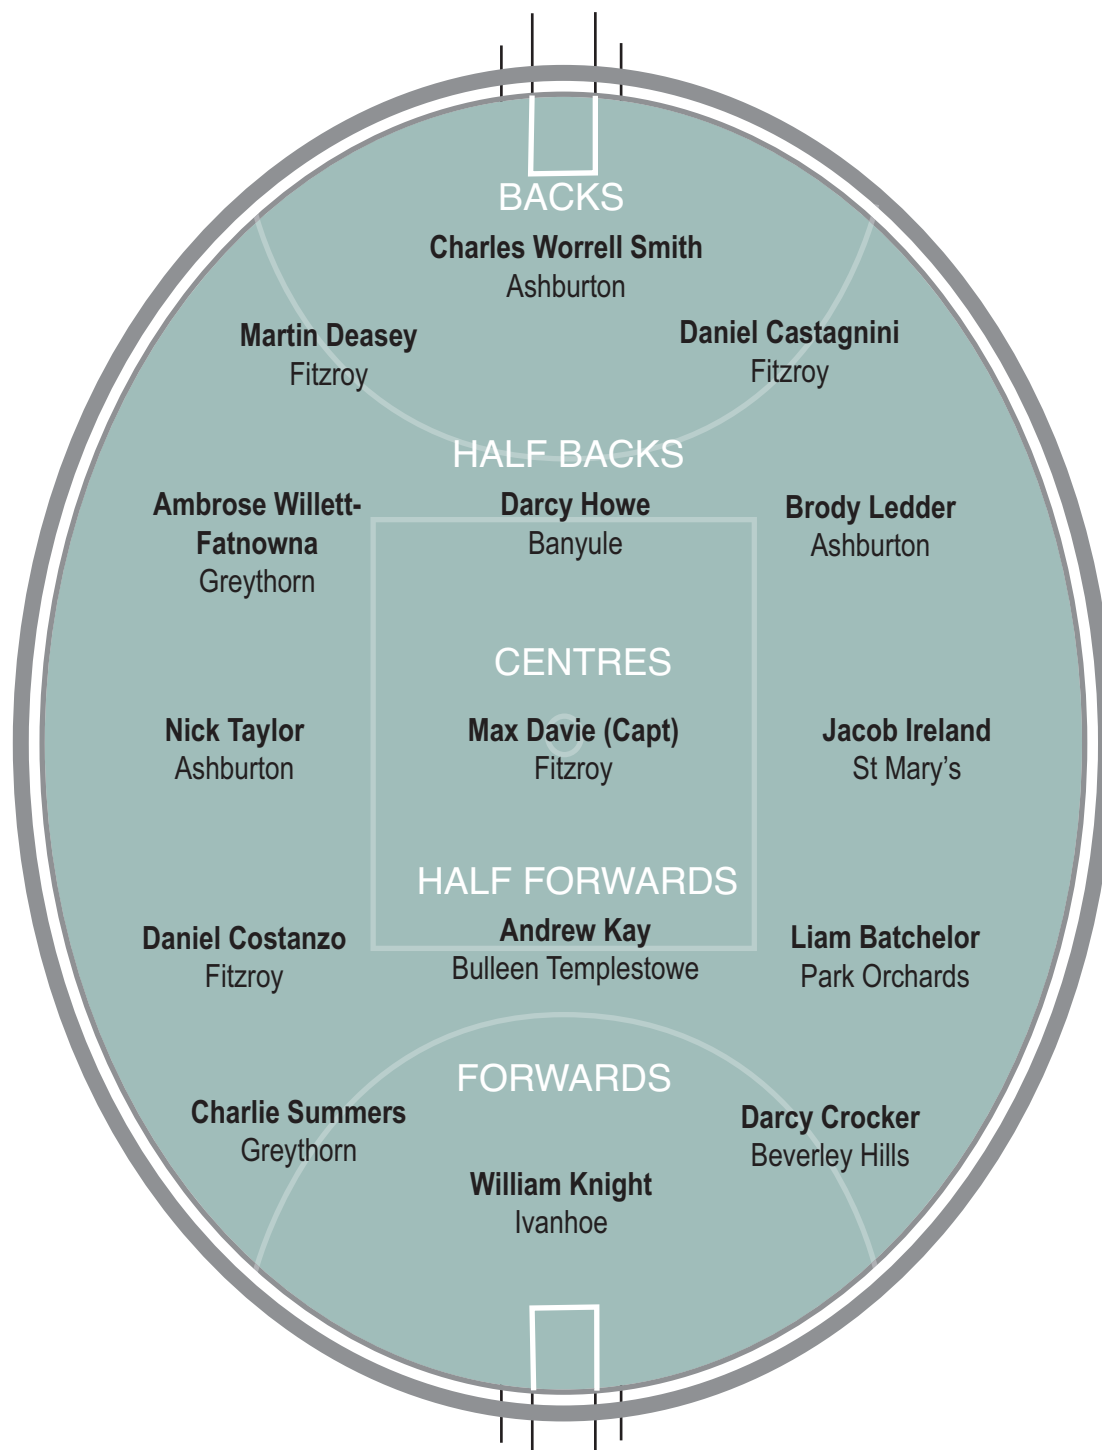 BACKS
Charles Worrell Smith
Ashburton
Martin Deasey
Fitzroy
Daniel Castagnini
Fitzroy
HALF BACKS
Ambrose Willett-
Fatnowna
Greythorn
Darcy Howe
Banyule
Brody Ledder
Ashburton
CENTRES
Nick Taylor
Ashburton
Max Davie (Capt)
Fitzroy
Jacob Ireland
St Mary’s
HALF FORWARDS
Daniel Costanzo
Fitzroy
Andrew Kay
Bulleen Templestowe
Liam Batchelor
Park Orchards
FORWARDS
Charlie Summers
Greythorn
William Knight
Ivanhoe
Darcy Crocker
Beverley Hills